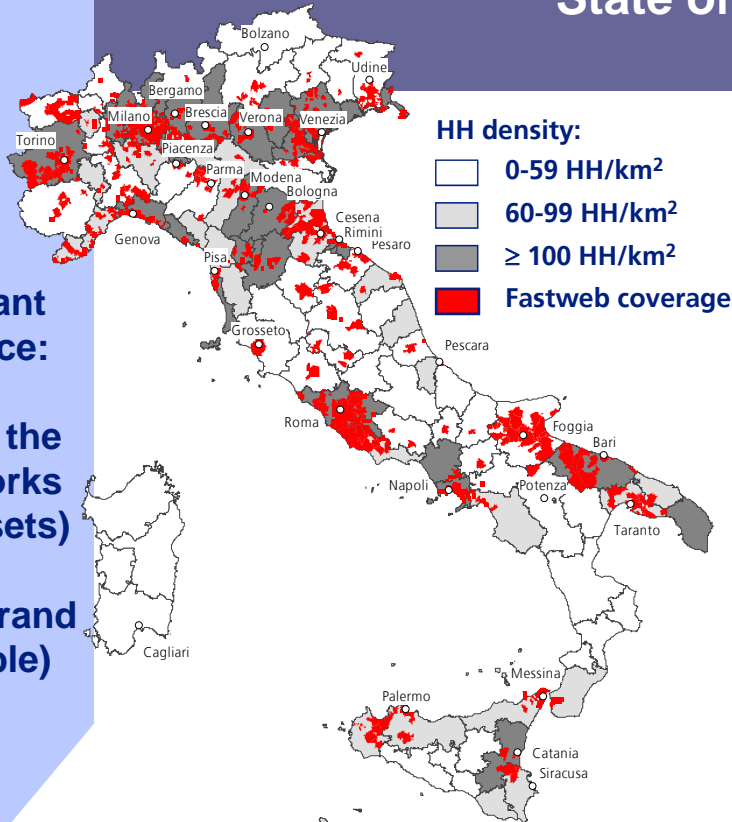 State o
Bolzano
Udine
Bergamo
Milano
Brescia
Verona
Venezia
Torino
Piacenza
Parma
Modena
Bologna
Genova
Cesena
Rimini
Pesaro
Pisa
Grosseto
Pescara
Roma
Foggia
Bari
Napoli
Potenza
Taranto
Cagliari
Messina
Palermo
Catania
Siracusa
HH density:
0-59 HH/km²
60-99 HH/km²
≥ 100 HH/km²
Fastweb coverage
ant
ce:
the
orks
sets)
rand
ole)